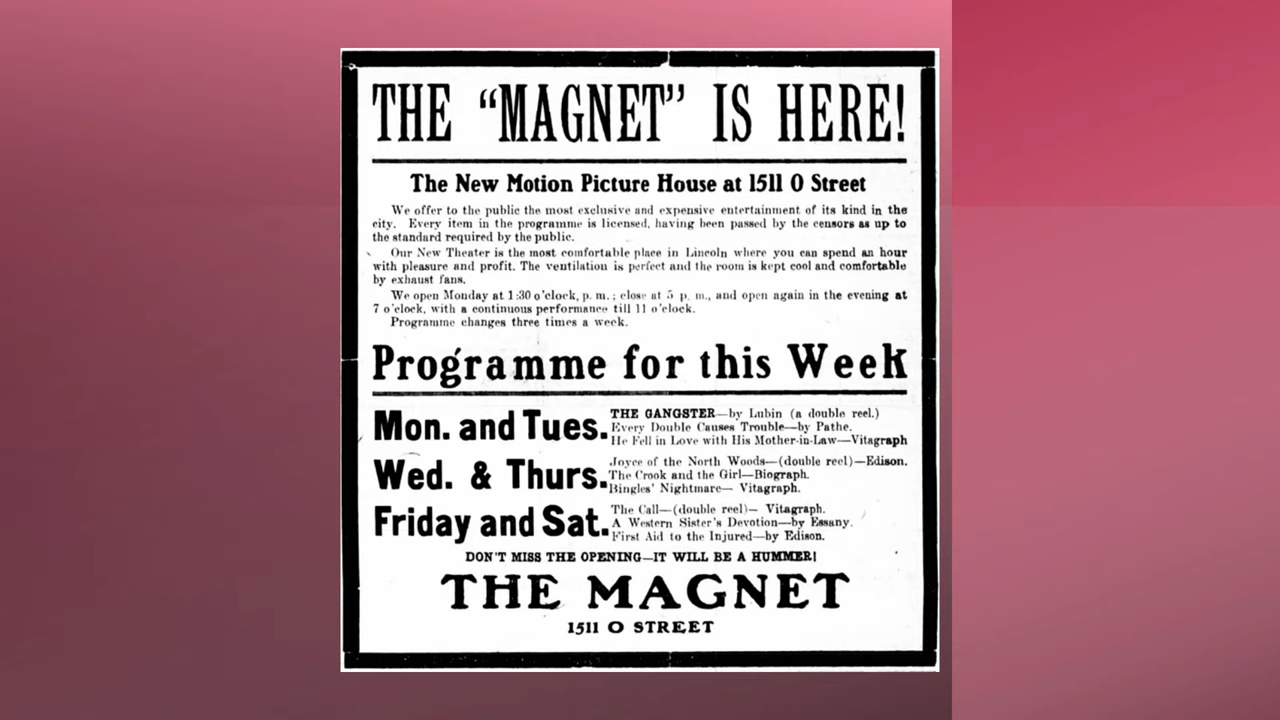 THE “MAGNET” IS HERE!
The New Motion Picture House at 1511 O Street
We offer to the public the most exclusive and expensive entertainment of its kind in the
city. Every item in the programme is licensed, having been passed by the censors as up to
the standard required by the public.
Our New Theater is the most comfortable place in Lincoln where you can spend an hour
with pleasure and profit. The ventilation is perfect and the room is kept cool and comfortable
by exhaust fans.
We open Monday at 1:30 o'clock, p. m.; close at 5 p. m., and open again in the evening at
7 o'clock, with a continuous performance till 11 o'clock.
Programme changes three times a week.
Programme for this Week
Mon. and Tues.
THE GANGSTER—by Lubin (a double reel.)
Every Double Causes Trouble—by Pathe.
He Fell in Love with His Mother-in-Law—Vitagraph
Wed. & Thurs.
Joyce of the North Woods—(double reel)—Edison.
The Crook and the Girl—Biograph.
Bingles' Nightmare— Vitagraph.
Friday and Sat.
The Call—(double reel)— Vitagraph.
A Western Sister's Devotion—by Essany.
First Aid to the Injured—by Edison.
DON'T MISS THE OPENING—IT WILL BE A HUMMER!
THE MAGNET
1511 O STREET